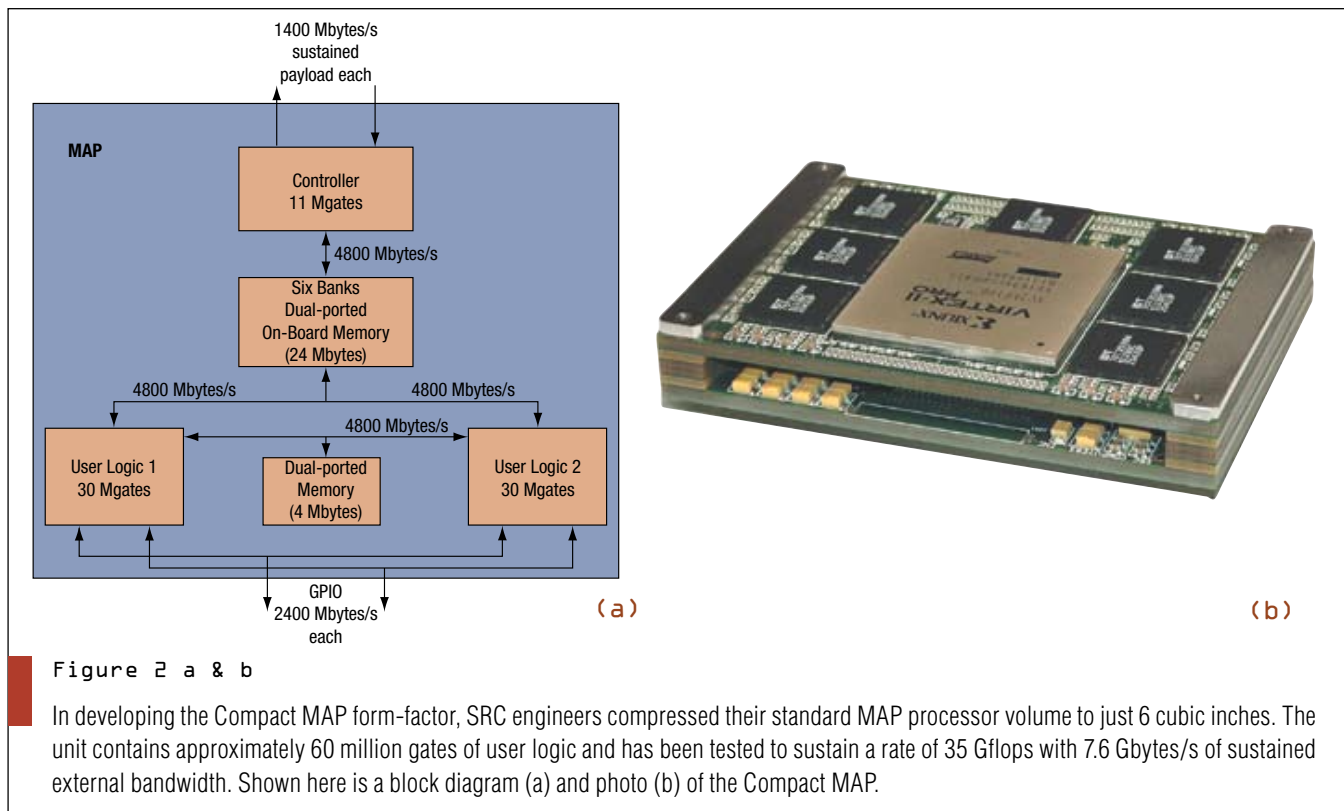 1400 Mbytes/s
sustained
payload each
MAP
Controller
11 Mgates
4800 Mbytes/s
Six Banks
Dual-ported
On-Board Memory
(24 Mbytes)
4800 Mbytes/s
4800 Mbytes/s
4800 Mbytes/s
User Logic 1
30 Mgates
Dual-ported
Memory
(4 Mbytes)
User Logic 2
30 Mgates
GPIO
2400 Mbytes/s
each
(a)
XILINX
VIRTEX-II
PRO
(b)
Figure 2 a & b
In developing the Compact MAP form-factor, SRC engineers compressed their standard MAP processor volume to just 6 cubic inches. The
unit contains approximately 60 million gates of user logic and has been tested to sustain a rate of 35 Gflops with 7.6 Gbytes/s of sustained
external bandwidth. Shown here is a block diagram (a) and photo (b) of the Compact MAP.